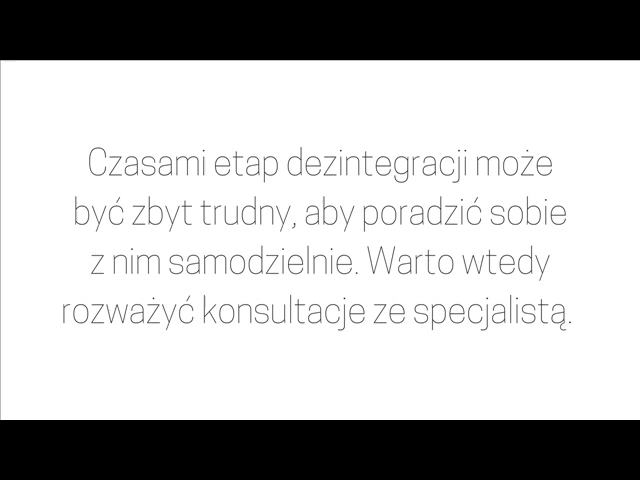 Czasami etap dezintegracji może
być zbyt trudny, aby poradzić sobie
z nim samodzielnie. Warto wtedy
rozważyć konsultacje ze specjalistą.